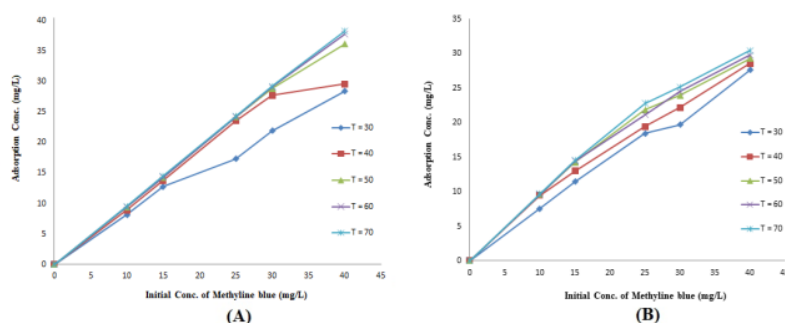 40
35
30
25
20
15
10
5
0
Adsorption Conc. (mg/L)
T = 30
T = 40
T = 50
T = 60
T = 70
0 5 10 15 20 25 30 35 40 45
Initial Conc. of Methyline blue (mg/L)
(A)
35
30
25
20
15
10
5
0
Adsorption Conc. (mg/L)
T = 30
T = 40
T = 50
T = 60
T = 70
0 5 10 15 20 25 30 35 40 45
Initial Conc. of Methyline blue (mg/L)
(B)